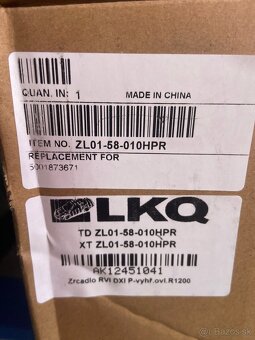 QUAN. IN: 1 MADE IN CHINA
ITEM NO. ZL01-58-010HPR
REPLACEMENT FOR
5001873671
LKQ
TD ZL01-58-010HPR
XT ZL01-58-010HPR
AK12451041
Zrcadlo RVI DXI P-vyhř.ovl.R1200